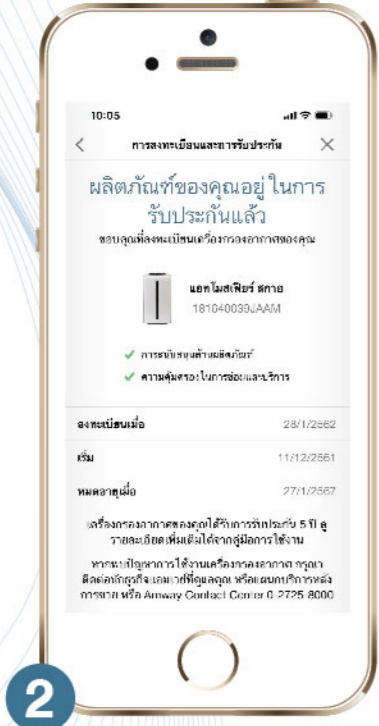 10:05
การลงทะเบียนและการรับประกัน
ผลิตภัณฑ์ของคุณอยู่ในการ
รับประกันแล้ว
ขอบคุณที่ลงทะเบียนเครื่องกรองอากาศของคุณ
แอทโมสเฟียร์ สกาย
181040039JAAM
การสนับสนุนด้านผลิตภัณฑ์
ความคุ้มครองในการซ่อมและบริการ
ลงทะเบียนเมื่อ 28/1/2562
เริ่ม 11/12/2561
หมดอายุเมื่อ 27/1/2567
เครื่องกรองอากาศของคุณได้รับการรับประกัน 5 ปี ดู
รายละเอียดเพิ่มเติมได้จากคู่มือการใช้งาน
หากพบปัญหาการใช้งานเครื่องกรองอากาศ กรุณา
ติดต่อนักธุรกิจแอมเวย์ที่ดูแลคุณ หรือแผนกบริการหลัง
การขาย หรือ Amway Contact Center 0-2725-8000
2